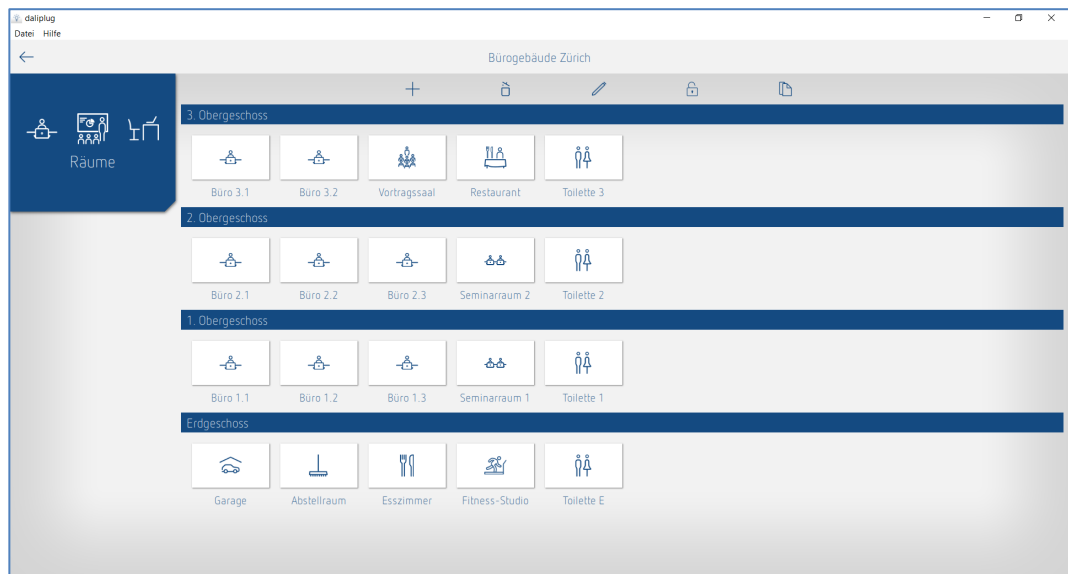 daliplug
Datei Hilfe
Bürogebäude Zürich
Räume
3. Obergeschoss
Büro 3.1 Büro 3.2 Vortragssaal Restaurant Toilette 3
2. Obergeschoss
Büro 2.1 Büro 2.2 Büro 2.3 Seminarraum 2 Toilette 2
1. Obergeschoss
Büro 1.1 Büro 1.2 Büro 1.3 Seminarraum 1 Toilette 1
Erdgeschoss
Garage Abstellraum Esszimmer Fitness-Studio Toilette E